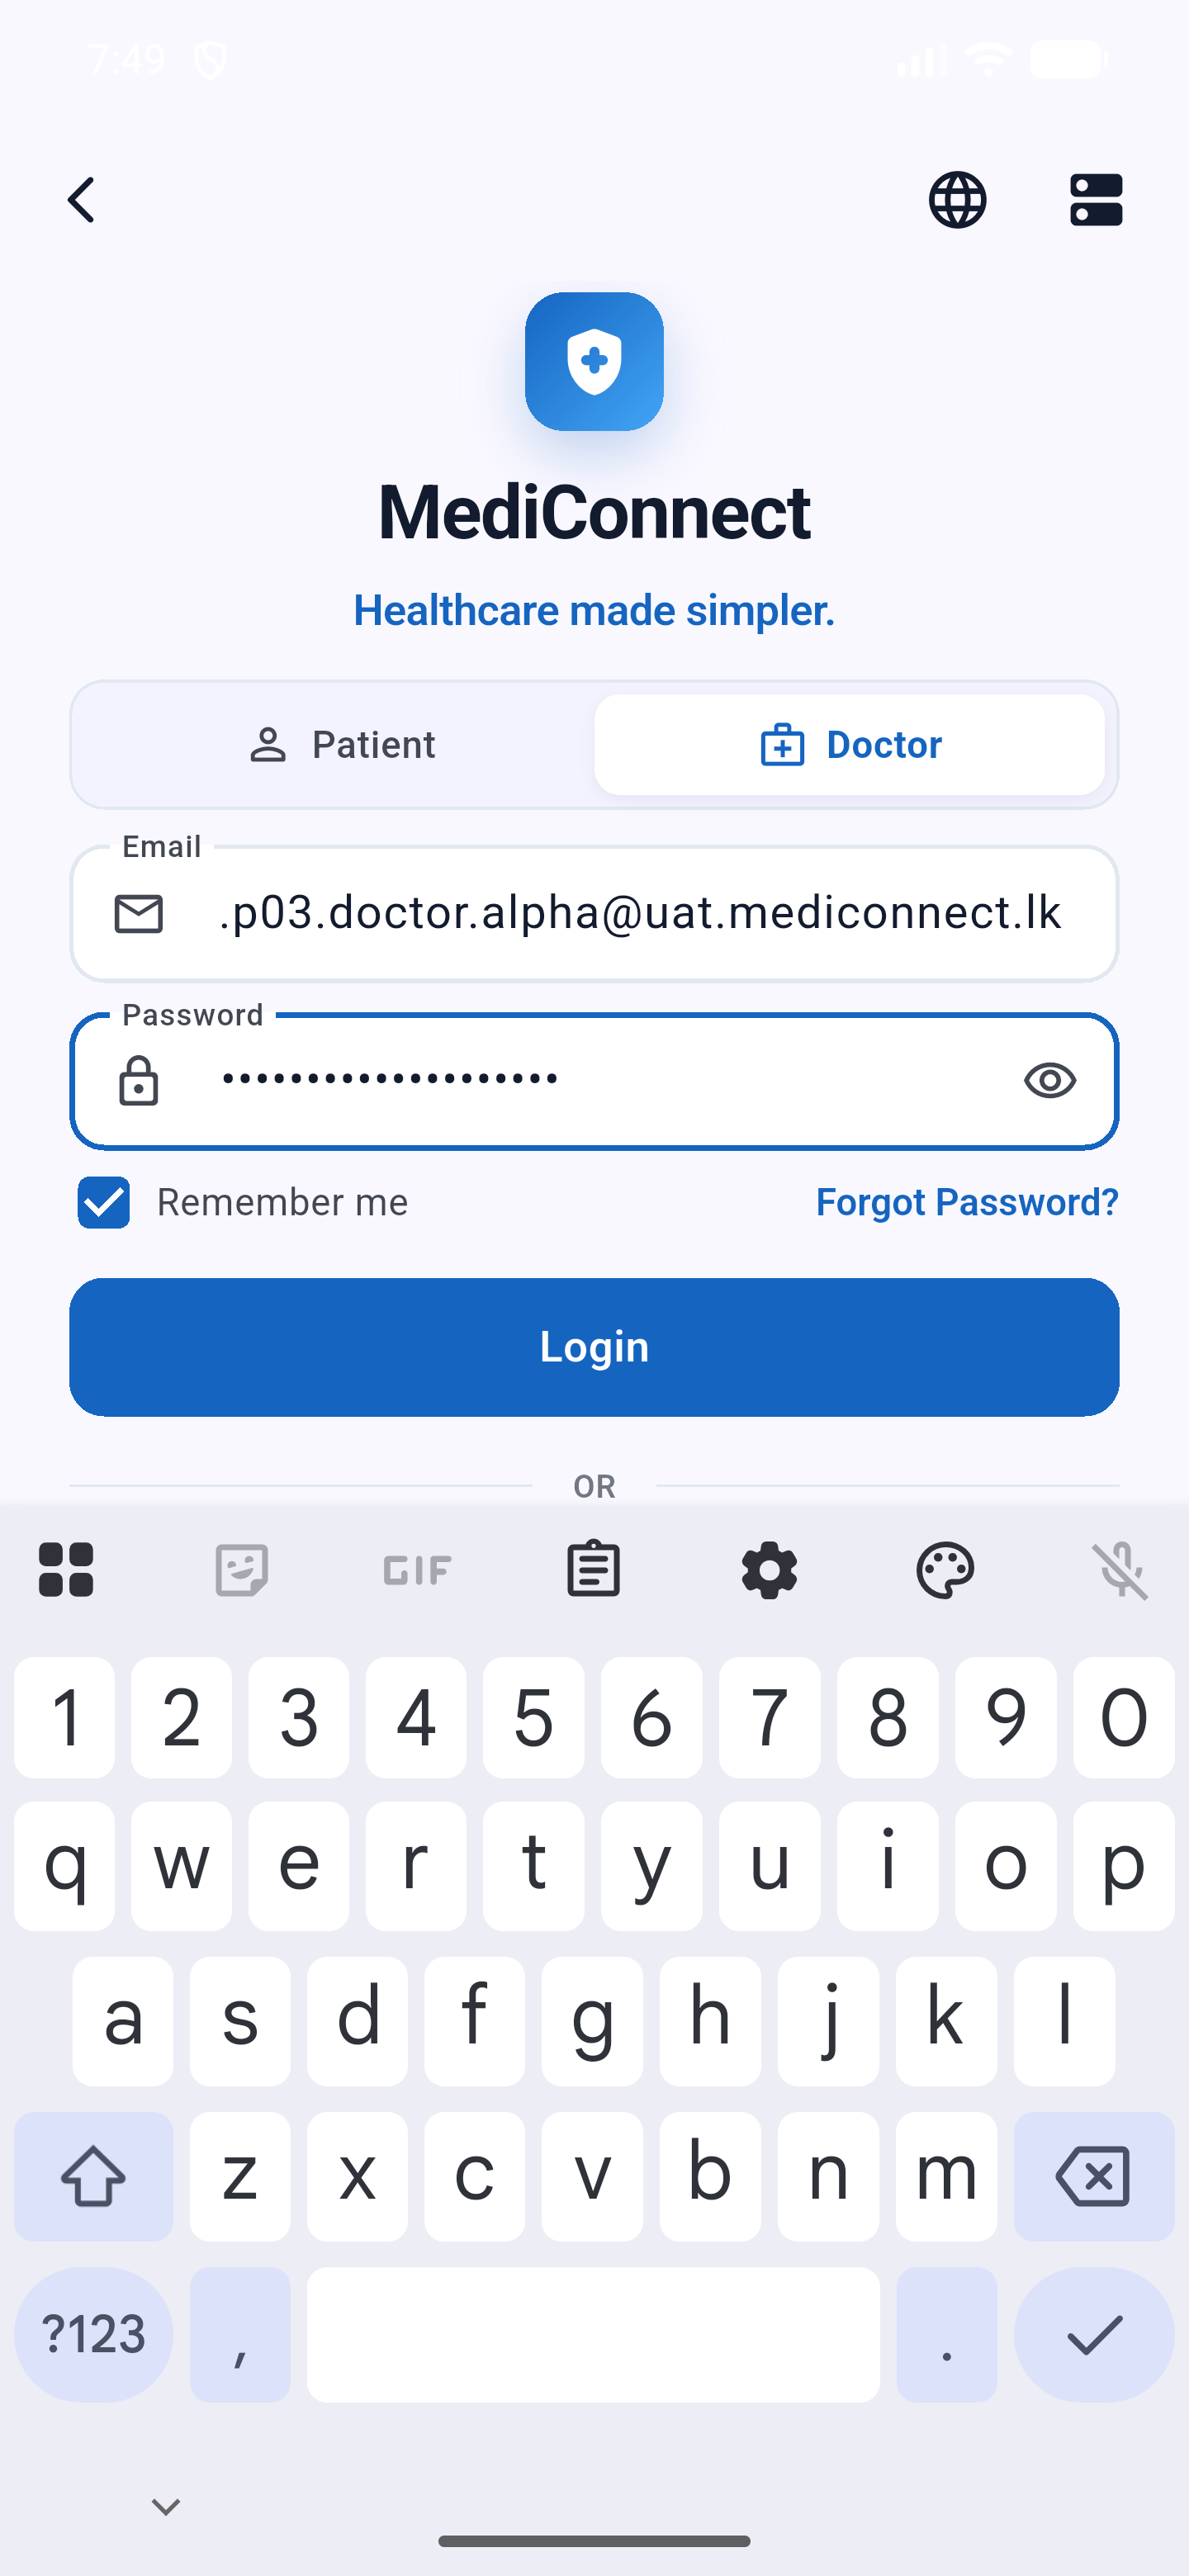 7:49
MediConnect
Healthcare made simpler.
Patient
Doctor
Email
.p03.doctor.alpha@uat.mediconnect.lk
Password
••••••••••••••••••••
Remember me
Forgot Password?
Login
OR
GIF
1 2 3 4 5 6 7 8 9 0
q w e r t y u i o p
a s d f g h j k l
z x c v b n m
?123 , .